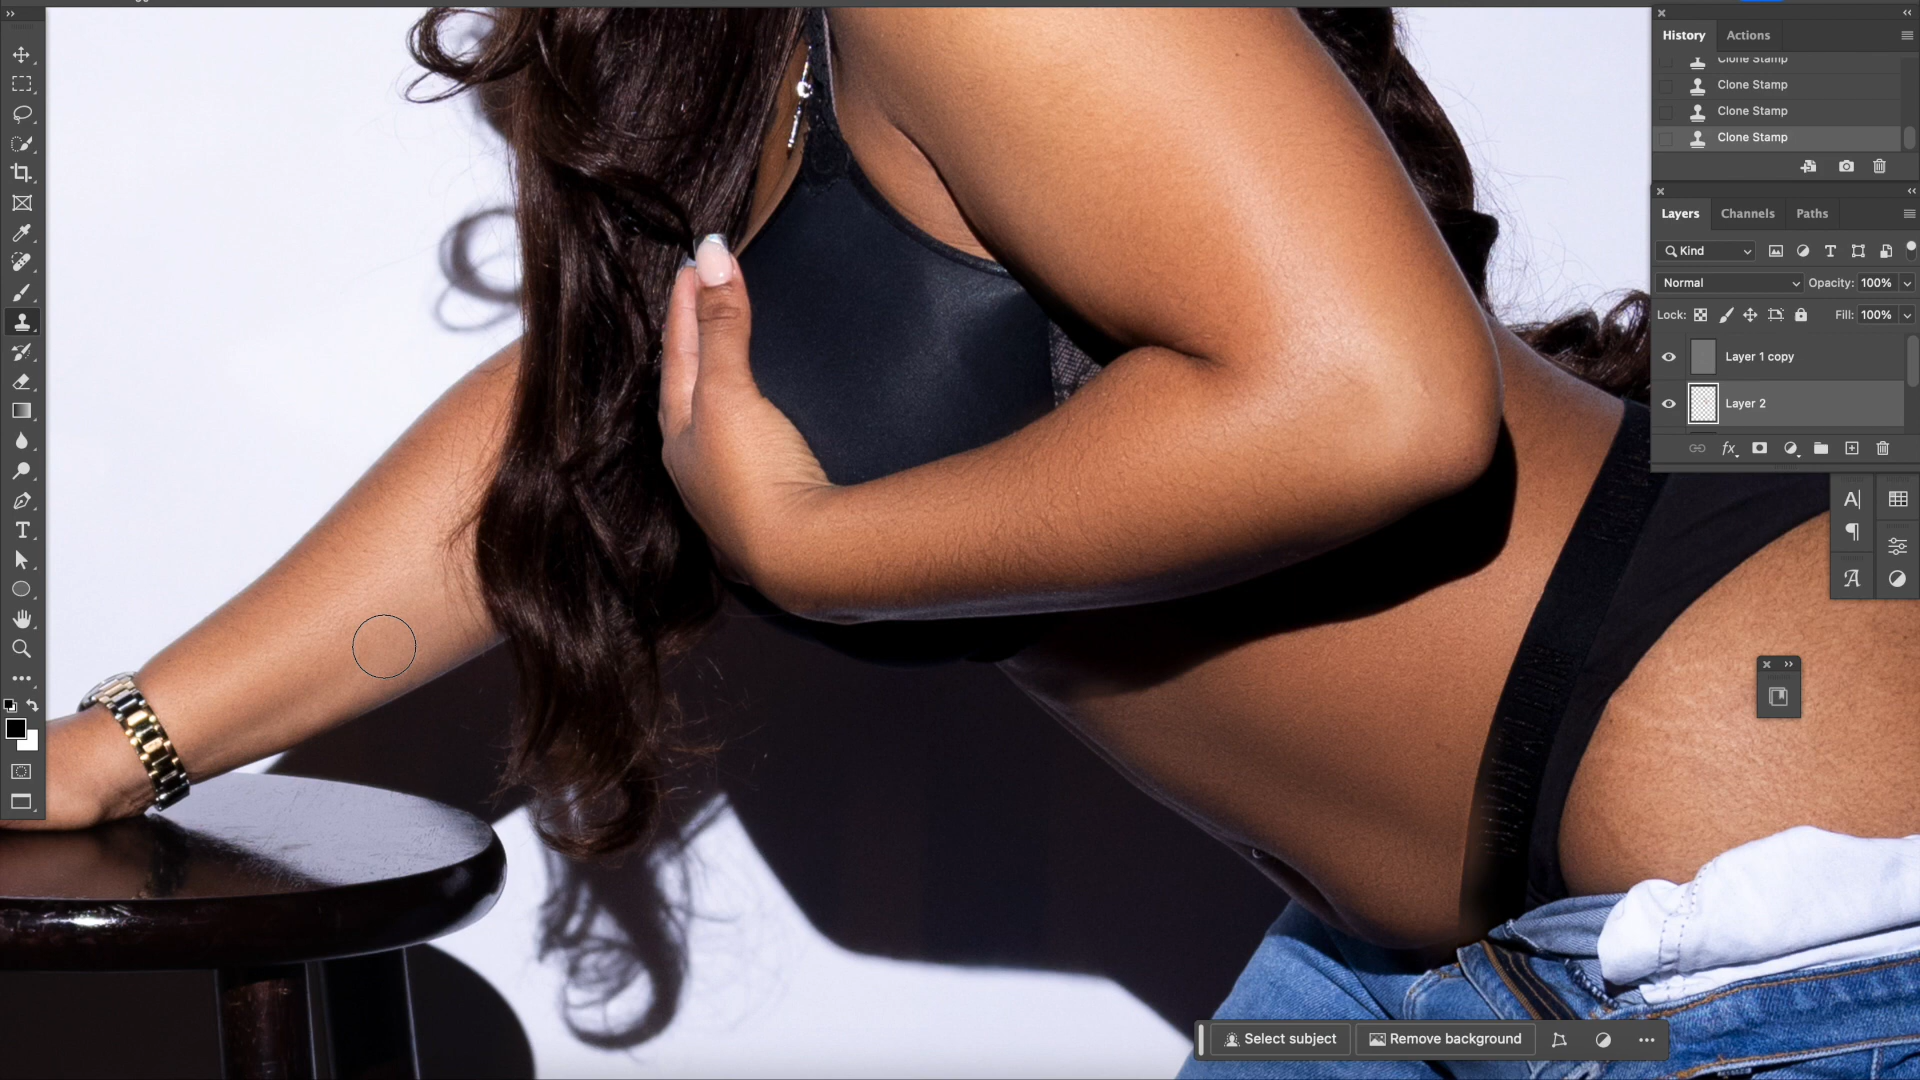 History Actions
Clone Stamp
Clone Stamp
Clone Stamp
Clone Stamp
Layers Channels Paths
Kind
Normal Opacity: 100%
Lock: Fill: 100%
Layer 1 copy
Layer 2
fx
Select subject Remove background